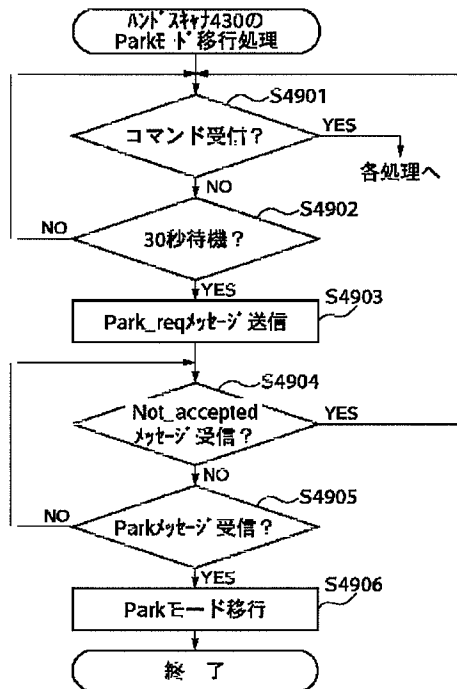 ハンドスキャナ430の
Parkモード移行処理
S4901
コマンド受信？
YES
各処理へ
NO
S4902
NO
30秒待機？
YES
S4903
Park_reqメッセージ送信
S4904
Not_accepted
メッセージ受信？
YES
NO
S4905
NO
Parkメッセージ受信？
YES
S4906
Parkモード移行
終 了